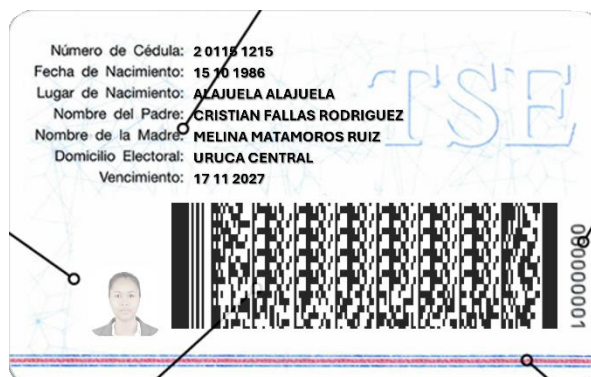 Número de Cédula: 2 0115 1215
Fecha de Nacimiento: 15 10 1986
Lugar de Nacimiento: ALAJUELA ALAJUELA
Nombre del Padre: CRISTIAN FALLAS RODRIGUEZ
Nombre de la Madre: MELINA MATAMOROS RUIZ
Domicilio Electoral: URUCA CENTRAL
Vencimiento: 17 11 2027
TSE
0000000001